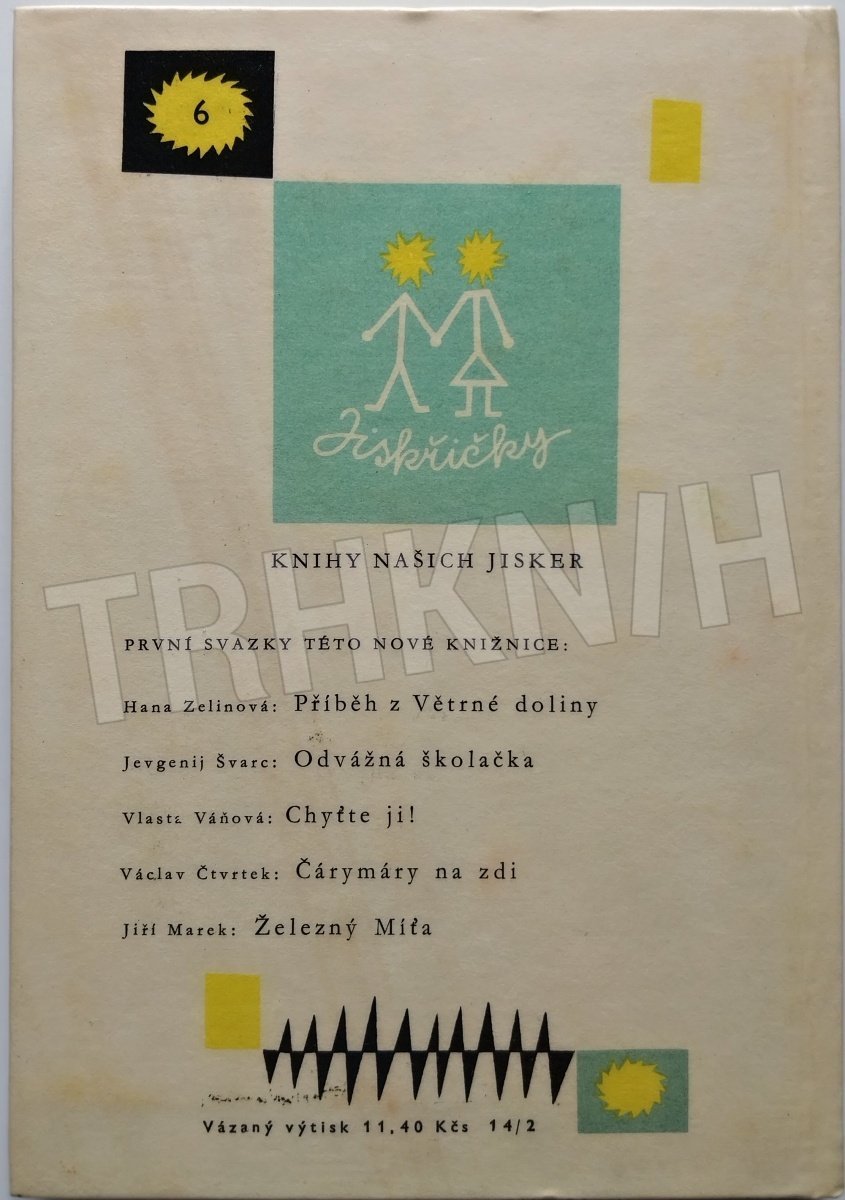 6
Jiskřičky
KNIHY NAŠICH JISKER
TRHKNIH
PRVNÍ SVAZKY TÉTO NOVÉ KNIŽNICE:
Hana Zelinová: Příběh z Větrné doliny
Jevgenij Švarc: Odvážná školačka
Vlasta Váňová: Chyťte ji!
Václav Čtvrtek: Čárymáry na zdi
Jiří Marek: Železný Míťa
Vázaný výtisk 11,40 Kčs 14/2